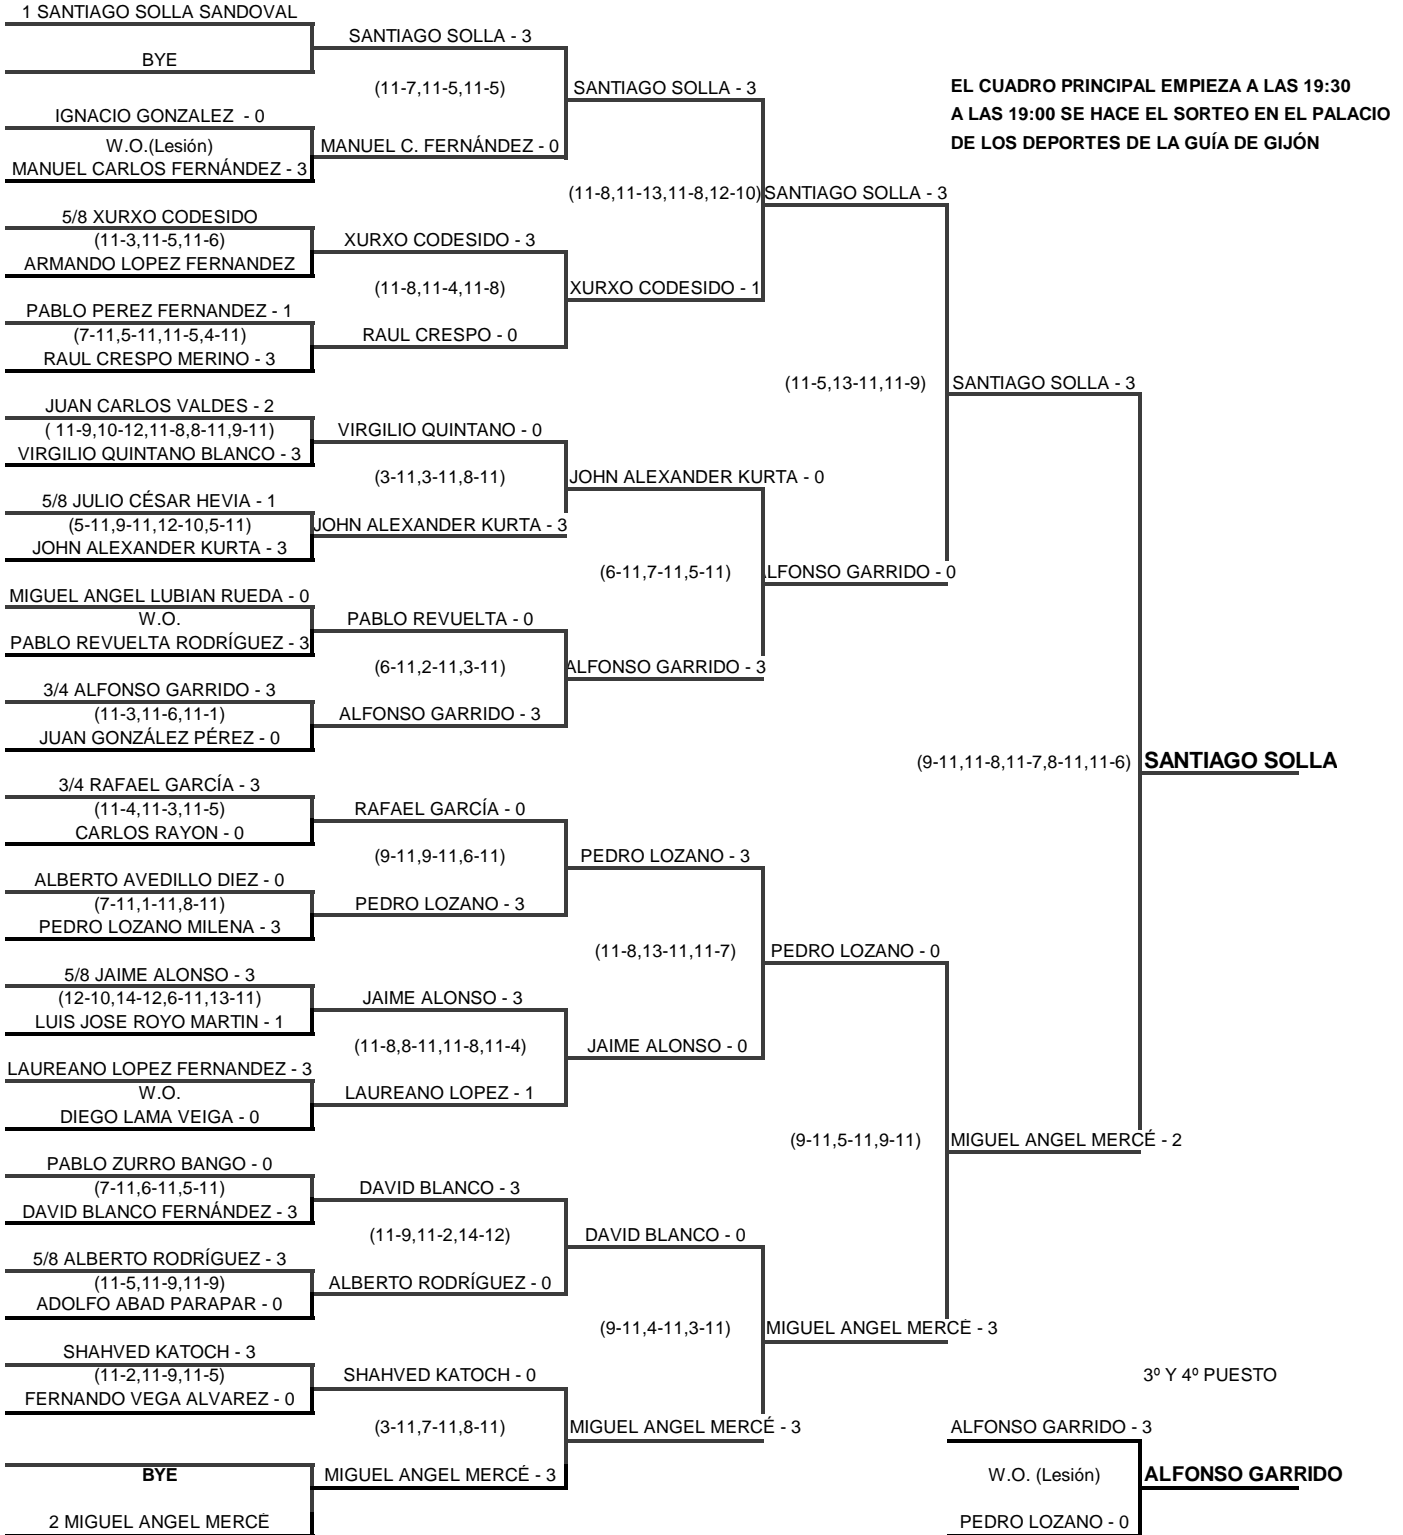 1 SANTIAGO SOLLA SANDOVAL
BYE
IGNACIO GONZALEZ - 0
W.O.(Lesión)
MANUEL CARLOS FERNÁNDEZ - 3
5/8 XURXO CODESIDO
(11-3,11-5,11-6)
ARMANDO LOPEZ FERNANDEZ
PABLO PEREZ FERNANDEZ - 1
(7-11,5-11,11-5,4-11)
RAUL CRESPO MERINO - 3
JUAN CARLOS VALDES - 2
( 11-9,10-12,11-8,8-11,9-11)
VIRGILIO QUINTANO BLANCO - 3
5/8 JULIO CÉSAR HEVIA - 1
(5-11,9-11,12-10,5-11)
JOHN ALEXANDER KURTA - 3
MIGUEL ANGEL LUBIAN RUEDA - 0
W.O.
PABLO REVUELTA RODRÍGUEZ - 3
3/4 ALFONSO GARRIDO - 3
(11-3,11-6,11-1)
JUAN GONZÁLEZ PÉREZ - 0
3/4 RAFAEL GARCÍA - 3
(11-4,11-3,11-5)
CARLOS RAYON - 0
ALBERTO AVEDILLO DIEZ - 0
(7-11,1-11,8-11)
PEDRO LOZANO MILENA - 3
5/8 JAIME ALONSO - 3
(12-10,14-12,6-11,13-11)
LUIS JOSE ROYO MARTIN - 1
LAUREANO LOPEZ FERNANDEZ - 3
W.O.
DIEGO LAMA VEIGA - 0
PABLO ZURRO BANGO - 0
(7-11,6-11,5-11)
DAVID BLANCO FERNÁNDEZ - 3
5/8 ALBERTO RODRÍGUEZ - 3
(11-5,11-9,11-9)
ADOLFO ABAD PARAPAR - 0
SHAHVED KATOCH - 3
(11-2,11-9,11-5)
FERNANDO VEGA ALVAREZ - 0
BYE
2 MIGUEL ANGEL MERCÉ
SANTIAGO SOLLA - 3
(11-7,11-5,11-5)
MANUEL C. FERNÁNDEZ - 0
XURXO CODESIDO - 3
(11-8,11-4,11-8)
RAUL CRESPO - 0
VIRGILIO QUINTANO - 0
(3-11,3-11,8-11)
JOHN ALEXANDER KURTA - 3
PABLO REVUELTA - 0
(6-11,2-11,3-11)
ALFONSO GARRIDO - 3
RAFAEL GARCÍA - 0
(9-11,9-11,6-11)
PEDRO LOZANO - 3
JAIME ALONSO - 3
(11-8,8-11,11-8,11-4)
LAUREANO LOPEZ - 1
DAVID BLANCO - 3
(11-9,11-2,14-12)
ALBERTO RODRÍGUEZ - 0
SHAHVED KATOCH - 0
(3-11,7-11,8-11)
MIGUEL ANGEL MERCÉ - 3
SANTIAGO SOLLA - 3
(11-8,11-13,11-8,12-10)
XURXO CODESIDO - 1
JOHN ALEXANDER KURTA - 0
(6-11,7-11,5-11)
ALFONSO GARRIDO - 3
PEDRO LOZANO - 3
(11-8,13-11,11-7)
JAIME ALONSO - 0
DAVID BLANCO - 0
(9-11,4-11,3-11)
MIGUEL ANGEL MERCÉ - 3
SANTIAGO SOLLA - 3
(11-5,13-11,11-9)
LFONSO GARRIDO - 0
PEDRO LOZANO - 0
(9-11,5-11,9-11)
MIGUEL ANGEL MERCÉ - 3
SANTIAGO SOLLA - 3
(9-11,11-8,11-7,8-11,11-6)
MIGUEL ANGEL MERCÉ - 2
SANTIAGO SOLLA
EL CUADRO PRINCIPAL EMPIEZA A LAS 19:30
A LAS 19:00 SE HACE EL SORTEO EN EL PALACIO
DE LOS DEPORTES DE LA GUÍA DE GIJÓN
3º Y 4º PUESTO
ALFONSO GARRIDO - 3
W.O. (Lesión)
PEDRO LOZANO - 0
ALFONSO GARRIDO